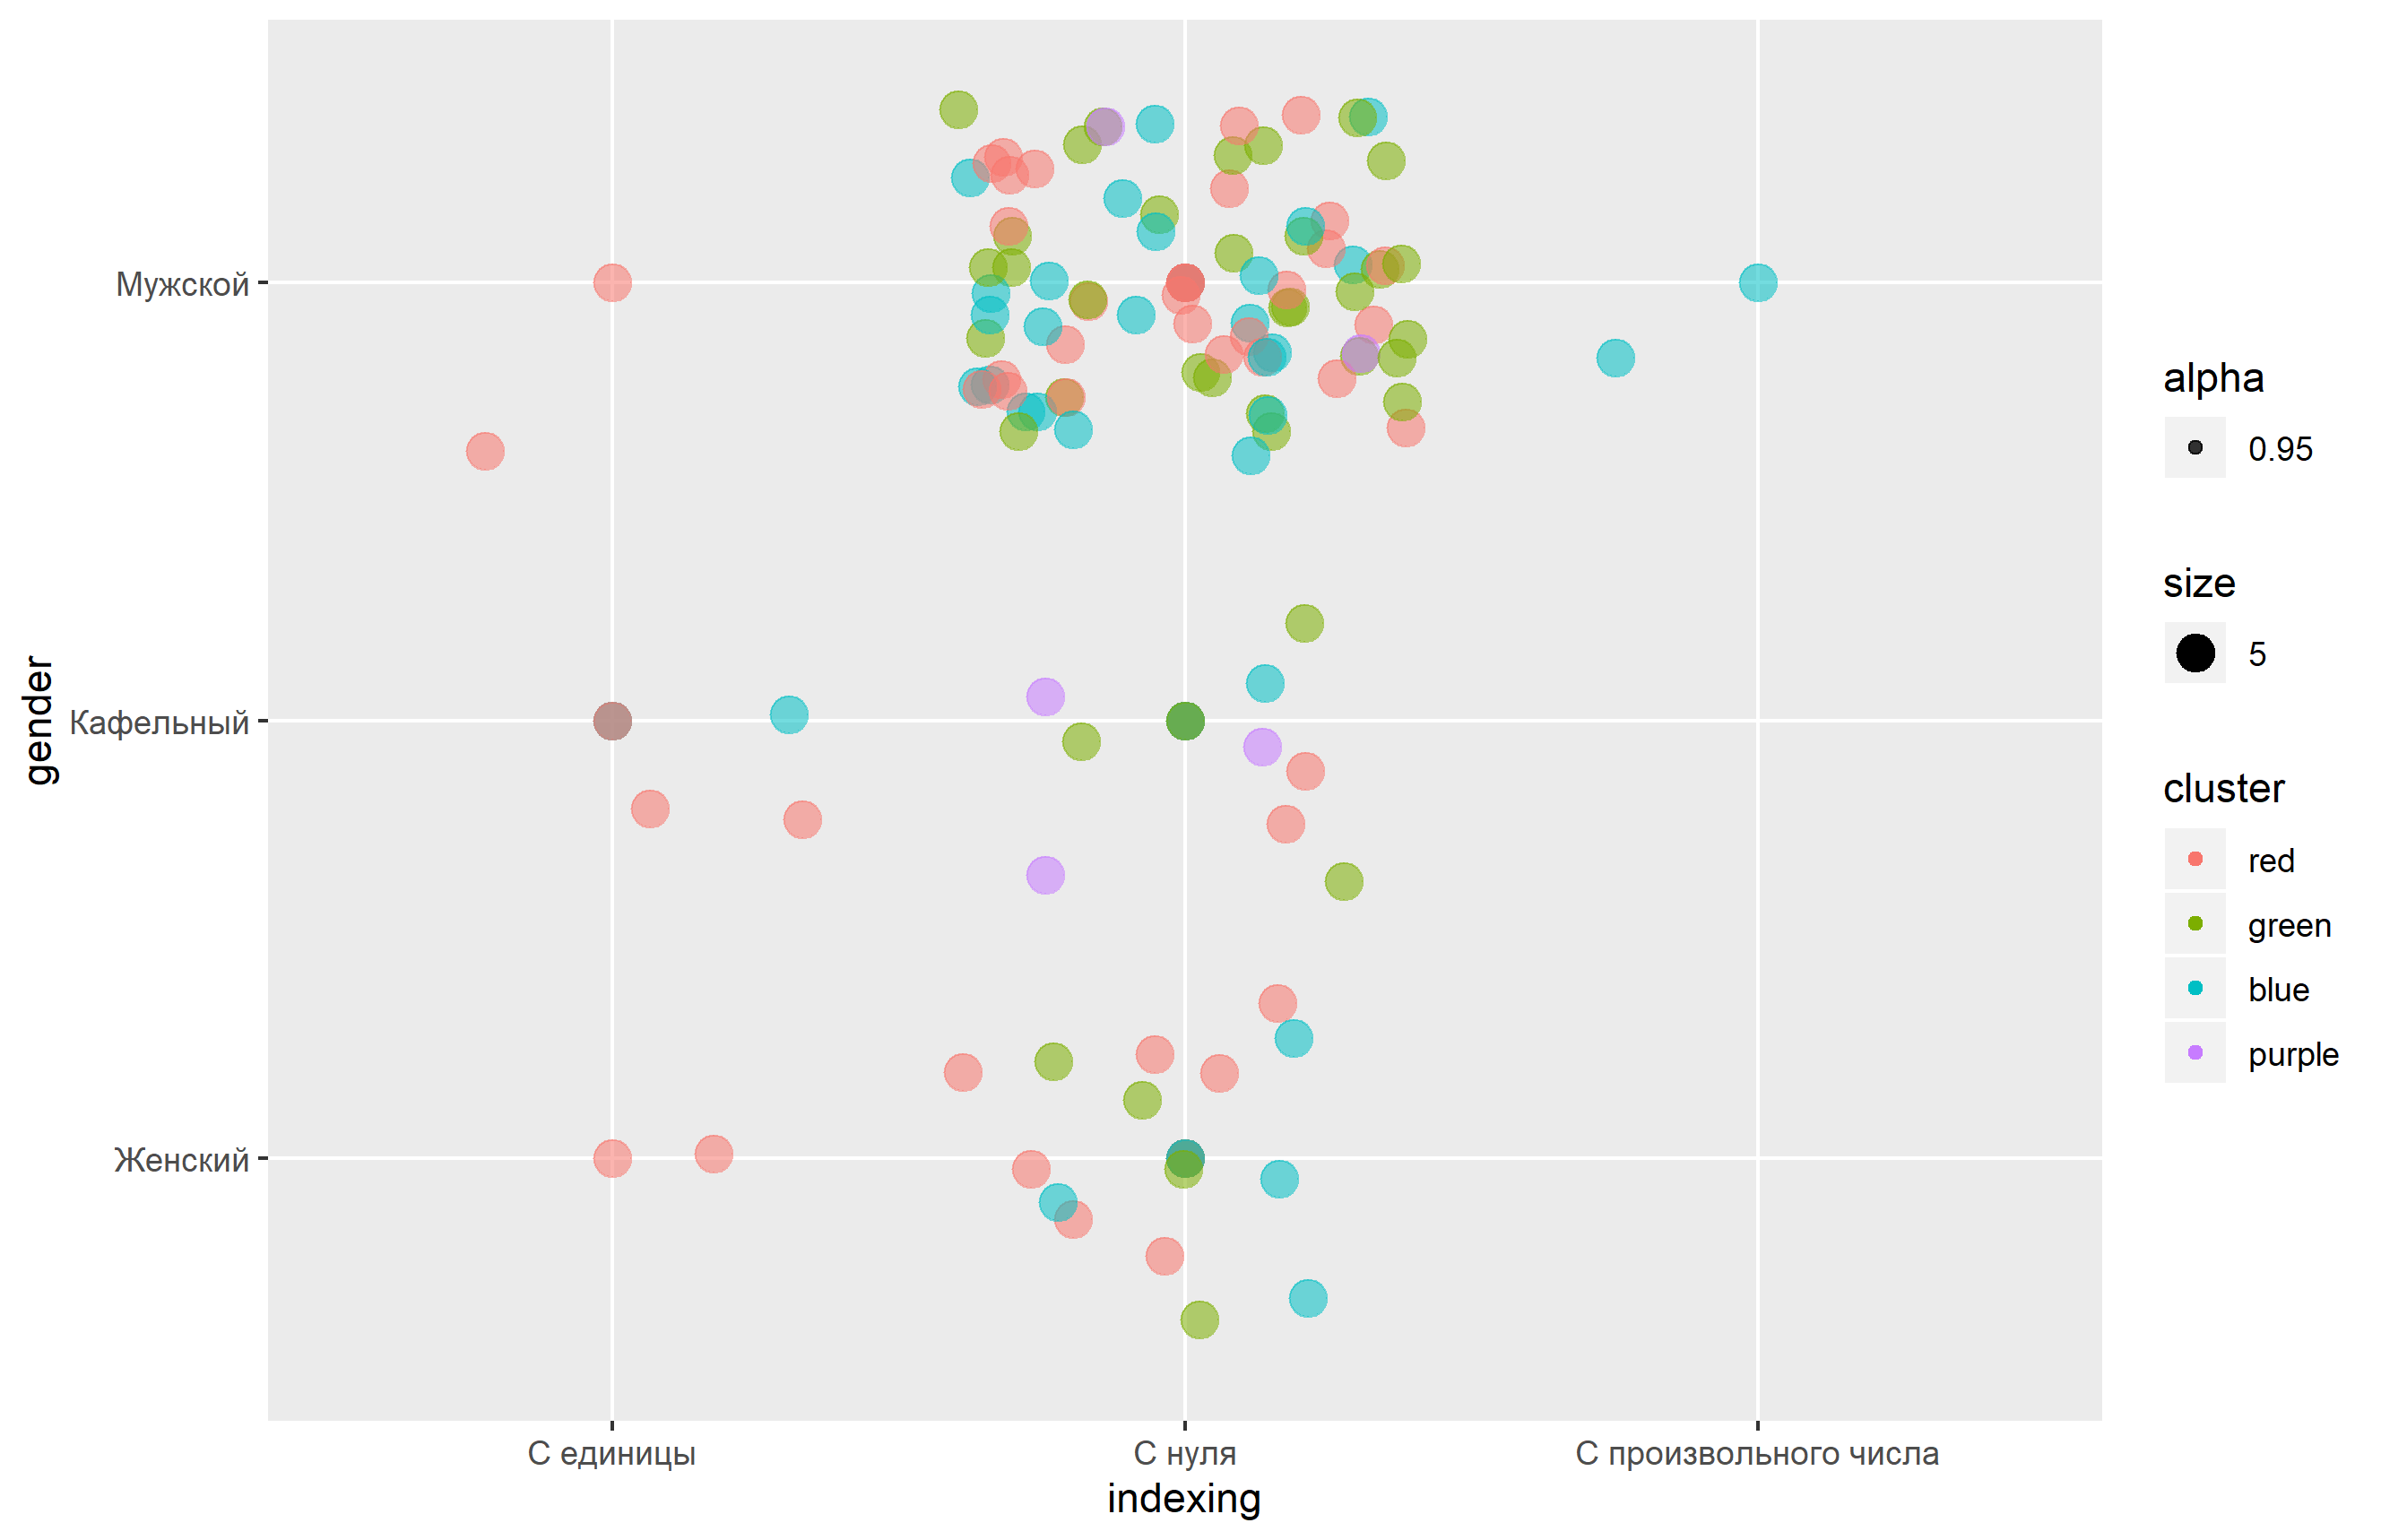 gender
Мужской
Кафельный
Женский
С единицы
С нуля
С произвольного числа
indexing
alpha
0.95
size
5
cluster
red
green
blue
purple